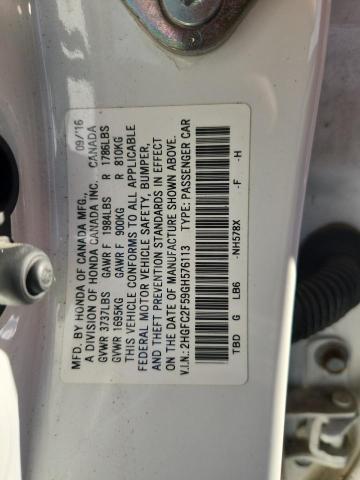 MFD. BY HONDA OF CANADA MFG., 09/16
A DIVISION OF HONDA CANADA INC. CANADA
GVWR 3737LBS GAWR F 1984LBS R 1786LBS
GVWR 1695KG GAWR F 900KG R 810KG
THIS VEHICLE CONFORMS TO ALL APPLICABLE
FEDERAL MOTOR VEHICLE SAFETY, BUMPER,
AND THEFT PREVENTION STANDARDS IN EFFECT
ON THE DATE OF MANUFACTURE SHOWN ABOVE.
V.I.N.: 2HGFC2F59GH576113 TYPE: PASSENGER CAR
TBD G LB6 -NH578X -F -H